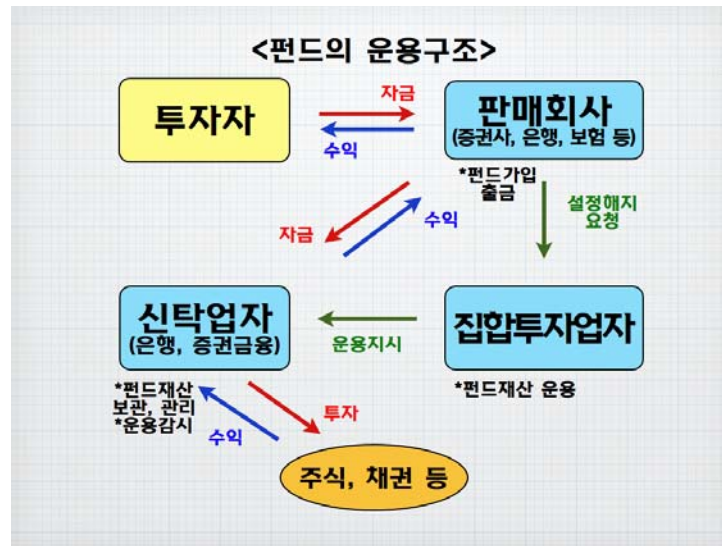 <펀드의 운용구조>
투자자
자금
수익
판매회사
(증권사, 은행, 보험 등)
*펀드가입
출금
설정해지
요청
자금
수익
신탁업자
(은행, 증권금융)
운용지시
집합투자업자
*펀드재산
보관, 관리
*운용감시
*펀드재산 운용
투자
수익
주식, 채권 등